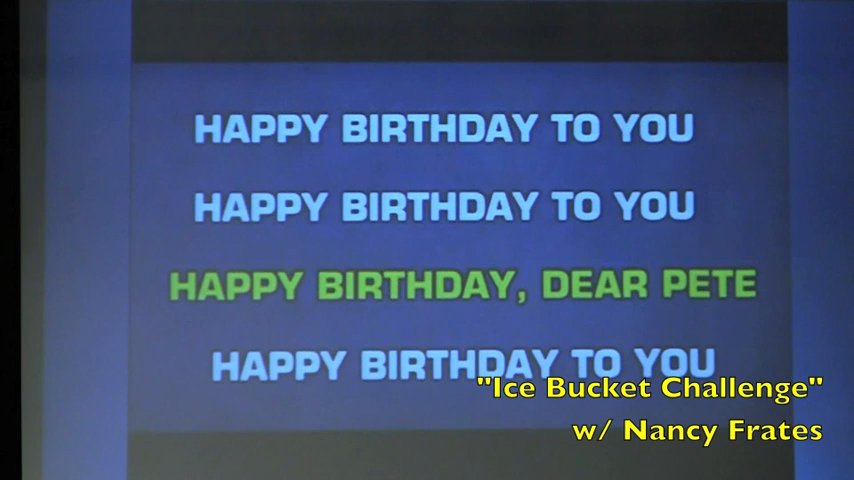 HAPPY BIRTHDAY TO YOU
HAPPY BIRTHDAY TO YOU
HAPPY BIRTHDAY, DEAR PETE
HAPPY BIRTHDAY TO YOU
"Ice Bucket Challenge"
w/ Nancy Frates